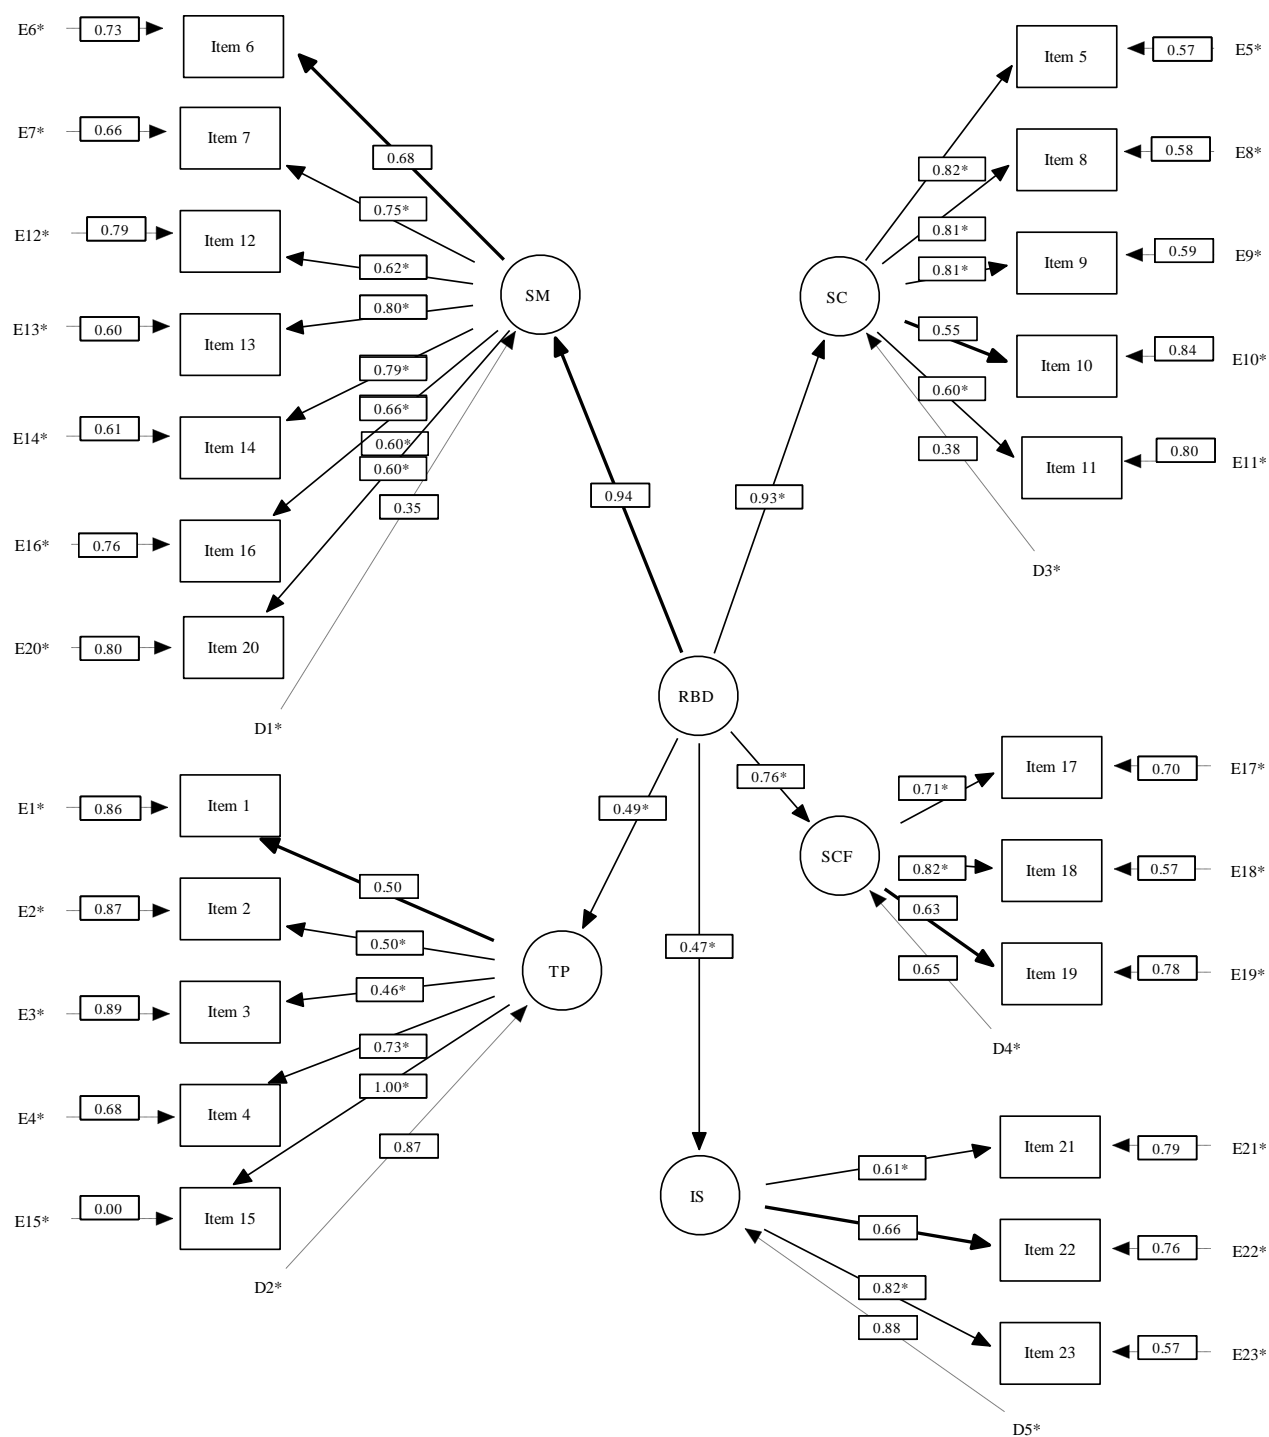 E6*
0.73
Item 6
E7*
0.66
Item 7
E12*
0.79
Item 12
E13*
0.60
Item 13
E14*
0.61
Item 14
E16*
0.76
Item 16
E20*
0.80
Item 20
0.68
0.75*
0.62*
0.80*
0.79*
0.66*
0.60*
0.60*
0.35
D1*
SM
0.94
0.93*
SC
0.82*
0.81*
0.81*
0.55
0.60*
0.38
D3*
Item 5
0.57
E5*
Item 8
0.58
E8*
Item 9
0.59
E9*
Item 10
0.84
E10*
Item 11
0.80
E11*
RBD
0.49*
0.47*
0.76*
E1*
0.86
Item 1
E2*
0.87
Item 2
E3*
0.89
Item 3
E4*
0.68
Item 4
E15*
0.00
Item 15
0.50
0.50*
0.46*
0.73*
1.00*
0.87
D2*
TP
SCF
0.71*
0.82*
0.63
0.65
D4*
Item 17
0.70
E17*
Item 18
0.57
E18*
Item 19
0.78
E19*
IS
0.61*
0.66
0.82*
0.88
D5*
Item 21
0.79
E21*
Item 22
0.76
E22*
Item 23
0.57
E23*